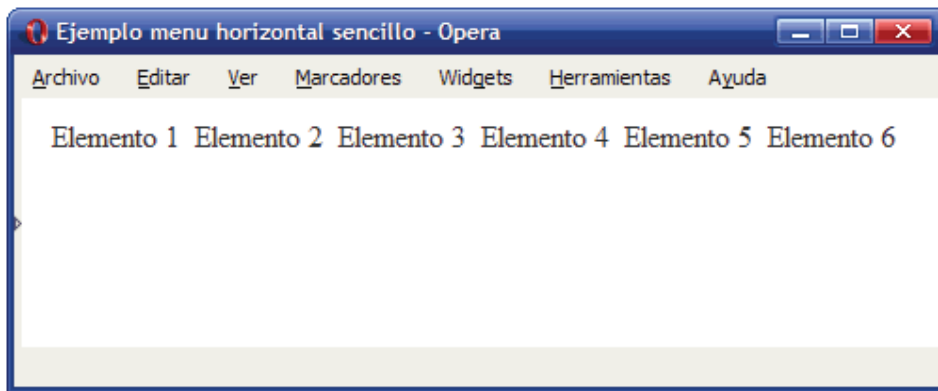 Ejemplo menu horizontal sencillo - Opera
Archivo Editar Ver Marcadores Widgets Herramientas Ayuda
Elemento 1 Elemento 2 Elemento 3 Elemento 4 Elemento 5 Elemento 6